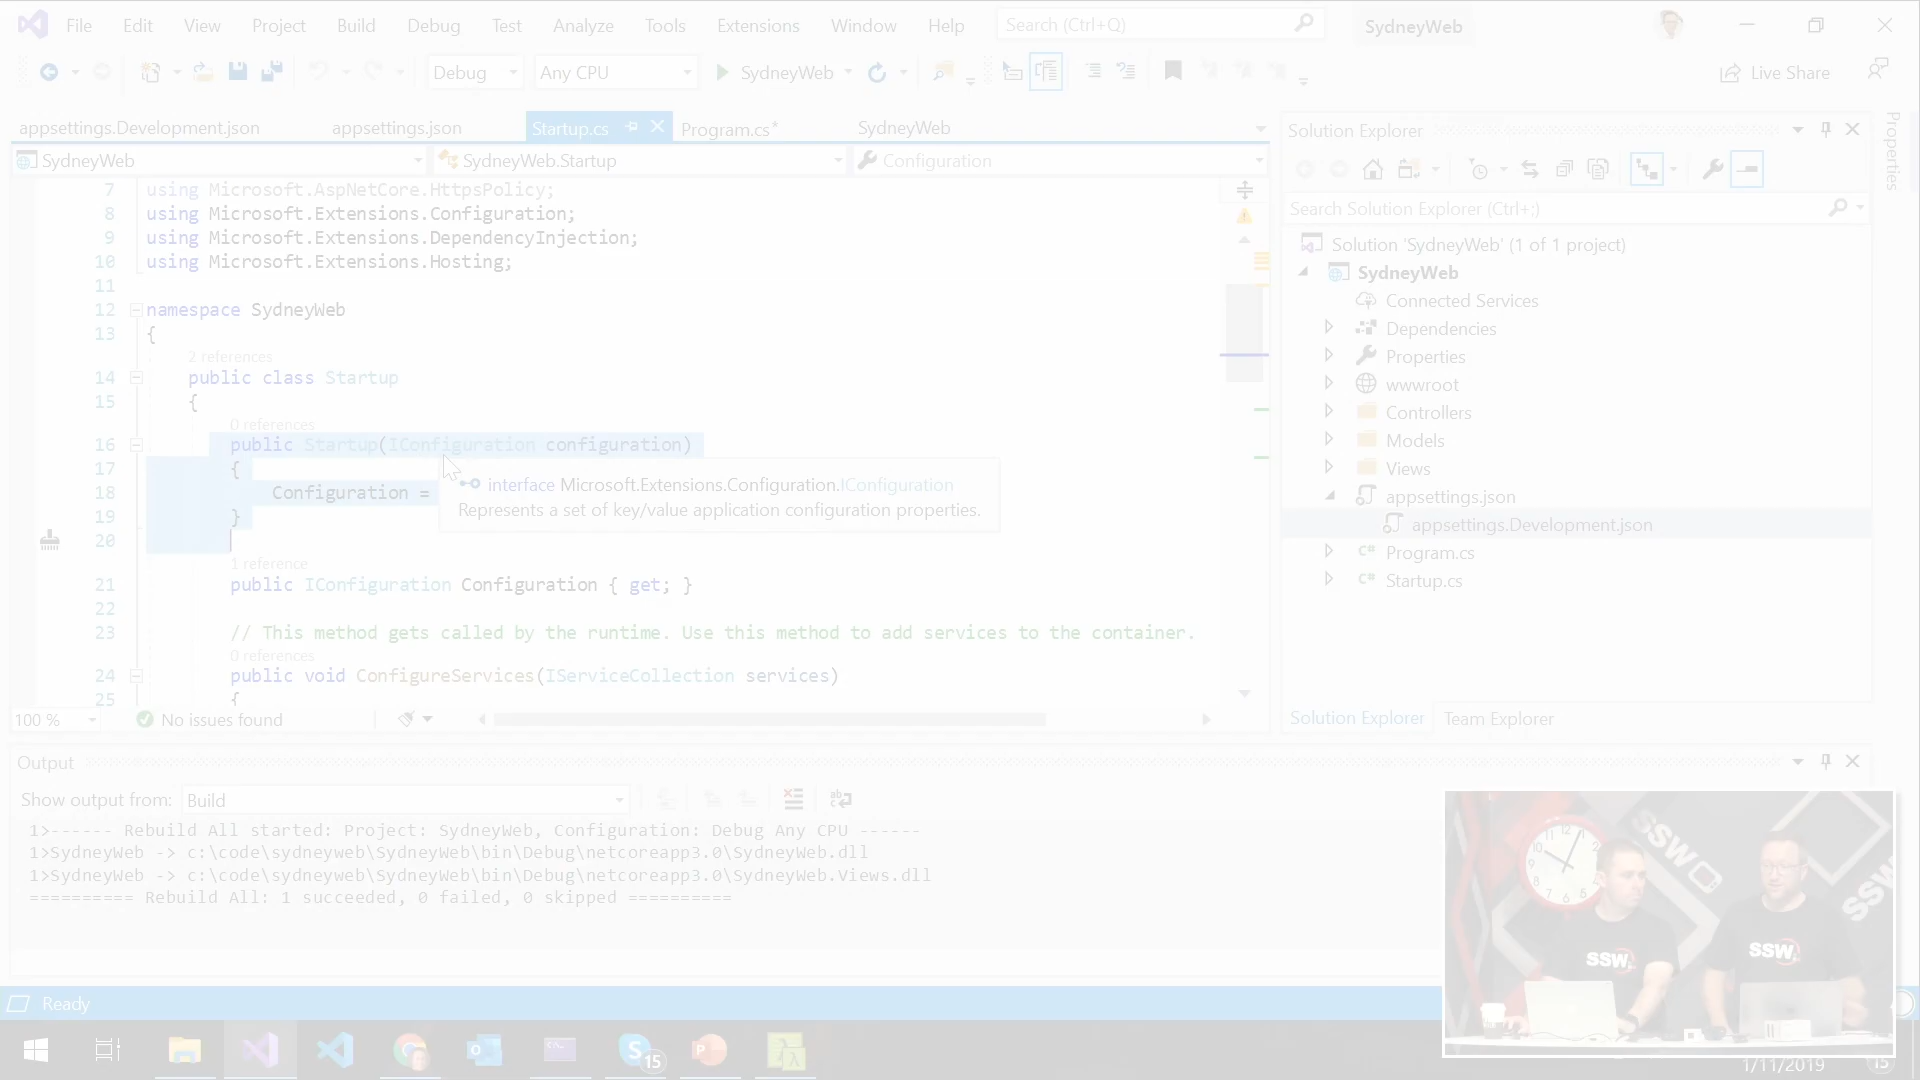 File Edit View Project Build Debug Test Analyze Tools Extensions Window Help Search (Ctrl+Q) SydneyWeb
Debug Any CPU SydneyWeb Live Share
appsettings.Development.json appsettings.json Startup.cs Program.cs* SydneyWeb
SydneyWeb SydneyWeb.Startup Configuration
7 using Microsoft.AspNetCore.HttpsPolicy;
8 using Microsoft.Extensions.Configuration;
9 using Microsoft.Extensions.DependencyInjection;
10 using Microsoft.Extensions.Hosting;
11
12 namespace SydneyWeb
13 {
2 references
14 public class Startup
15 {
0 references
16 public Startup(IConfiguration configuration)
17 {
18 Configuration =
19 }
20
interface Microsoft.Extensions.Configuration.IConfiguration
Represents a set of key/value application configuration properties.
1 reference
21 public IConfiguration Configuration { get; }
22
23 // This method gets called by the runtime. Use this method to add services to the container.
0 references
24 public void ConfigureServices(IServiceCollection services)
25 {
100 % No issues found
Solution Explorer
Properties
Search Solution Explorer (Ctrl+;)
Solution 'SydneyWeb' (1 of 1 project)
SydneyWeb
Connected Services
Dependencies
Properties
wwwroot
Controllers
Models
Views
appsettings.json
appsettings.Development.json
C# Program.cs
C# Startup.cs
Solution Explorer Team Explorer
Output
Show output from: Build
1>------ Rebuild All started: Project: SydneyWeb, Configuration: Debug Any CPU ------
1>SydneyWeb -> c:\code\sydneyweb\SydneyWeb\bin\Debug\netcoreapp3.0\SydneyWeb.dll
1>SydneyWeb -> c:\code\sydneyweb\SydneyWeb\bin\Debug\netcoreapp3.0\SydneyWeb.Views.dll
========== Rebuild All: 1 succeeded, 0 failed, 0 skipped ==========
SSW
SSW
SSW
SSW
Ready
15
1/11/2019
15